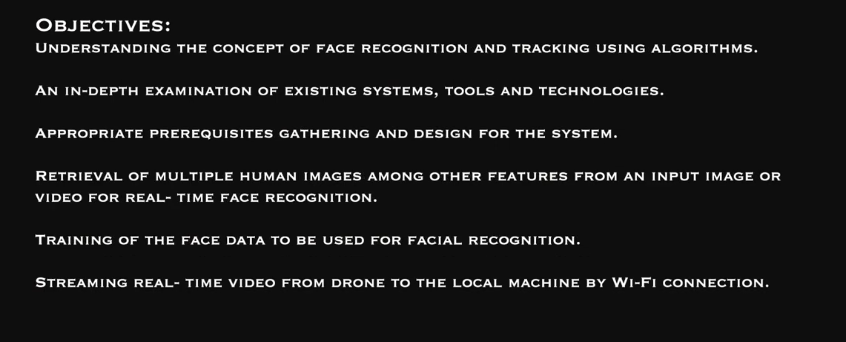 Objectives:
Understanding the concept of face recognition and tracking using algorithms.
An in-depth examination of existing systems, tools and technologies.
Appropriate prerequisites gathering and design for the system.
Retrieval of multiple human images among other features from an input image or
video for real- time face recognition.
Training of the face data to be used for facial recognition.
Streaming real- time video from drone to the local machine by Wi-Fi connection.